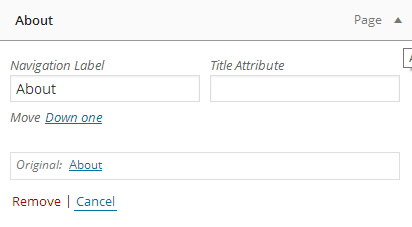 About Page
Navigation Label Title Attribute
About
Move Down one
Original: About
Remove | Cancel